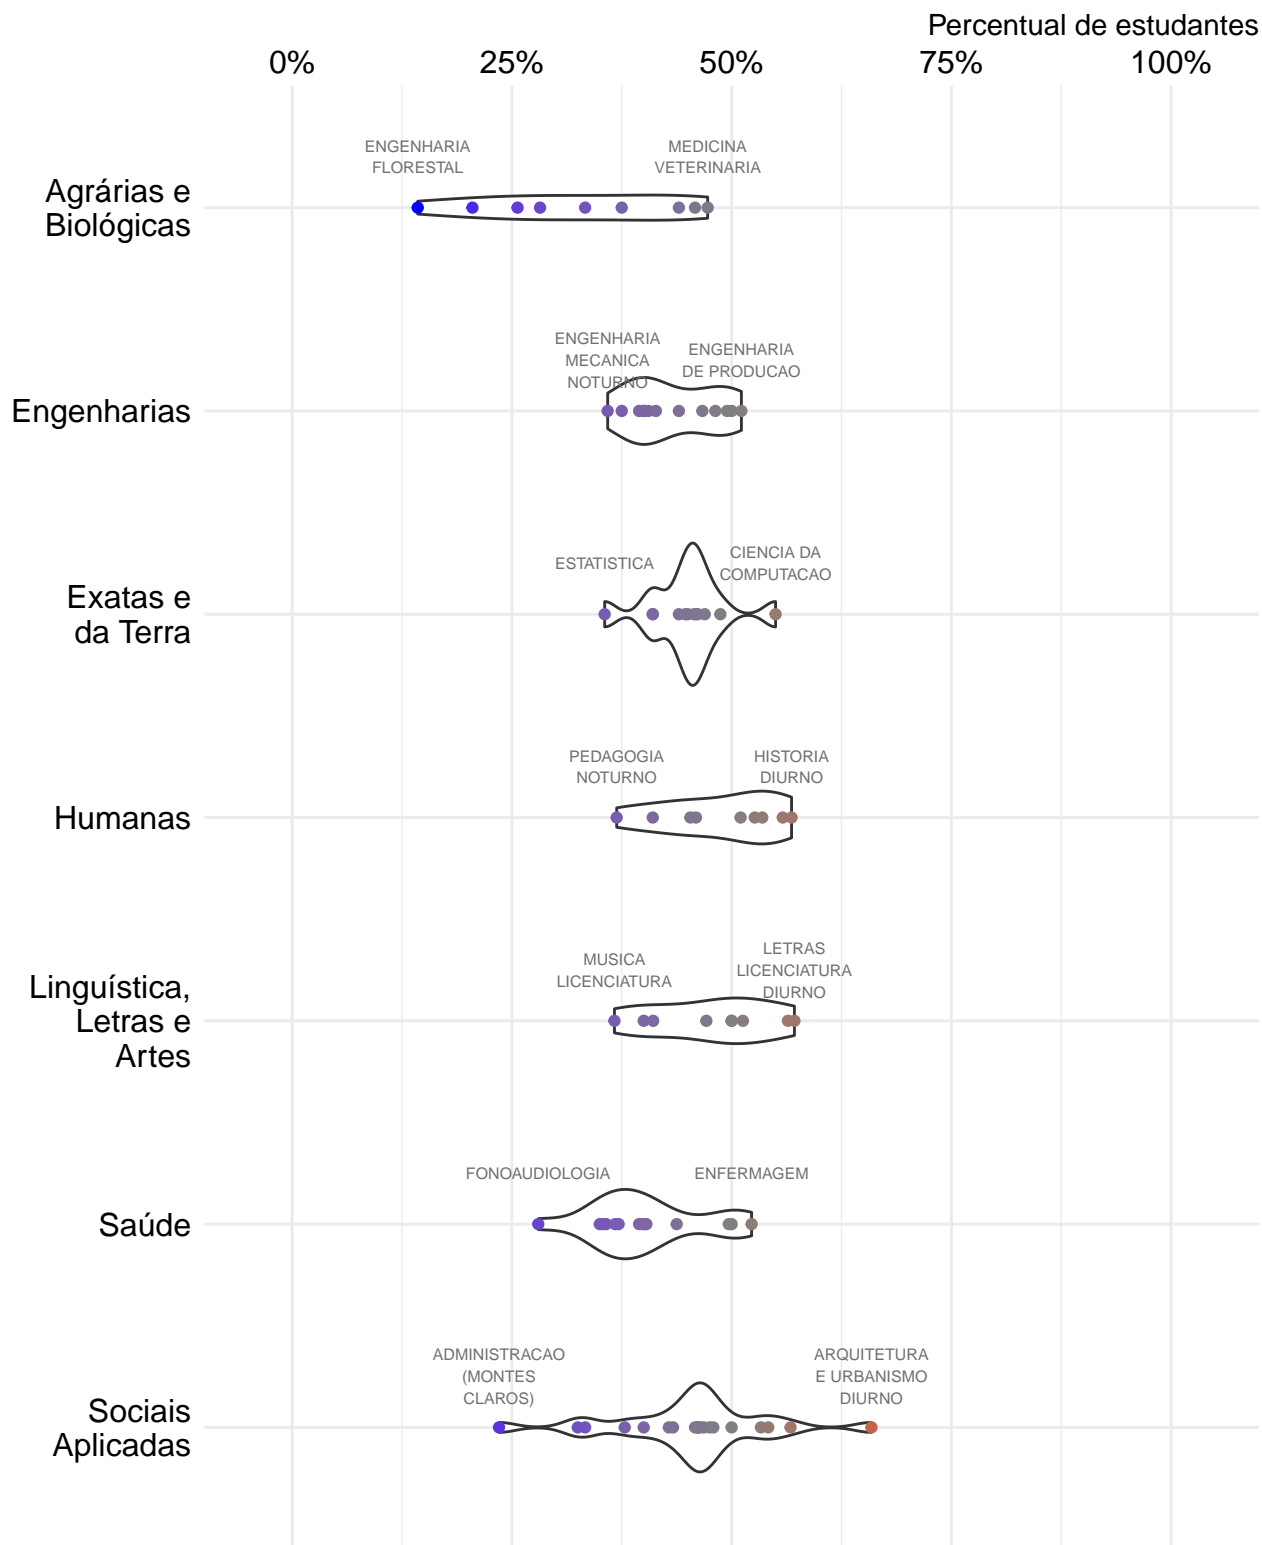 Percentual de estudantes
0% 25% 50% 75% 100%
ENGENHARIA
FLORESTAL
MEDICINA
VETERINARIA
Agrárias e
Biológicas
ENGENHARIA
MECANICA
NOTURNO
ENGENHARIA
DE PRODUCAO
Engenharias
ESTATISTICA
CIENCIA DA
COMPUTACAO
Exatas e
da Terra
PEDAGOGIA
NOTURNO
HISTORIA
DIURNO
Humanas
MUSICA
LICENCIATURA
LETRAS
LICENCIATURA
DIURNO
Linguística,
Letras e
Artes
FONOAUDIOLOGIA
ENFERMAGEM
Saúde
ADMINISTRACAO
(MONTES
CLAROS)
ARQUITETURA
E URBANISMO
DIURNO
Sociais
Aplicadas